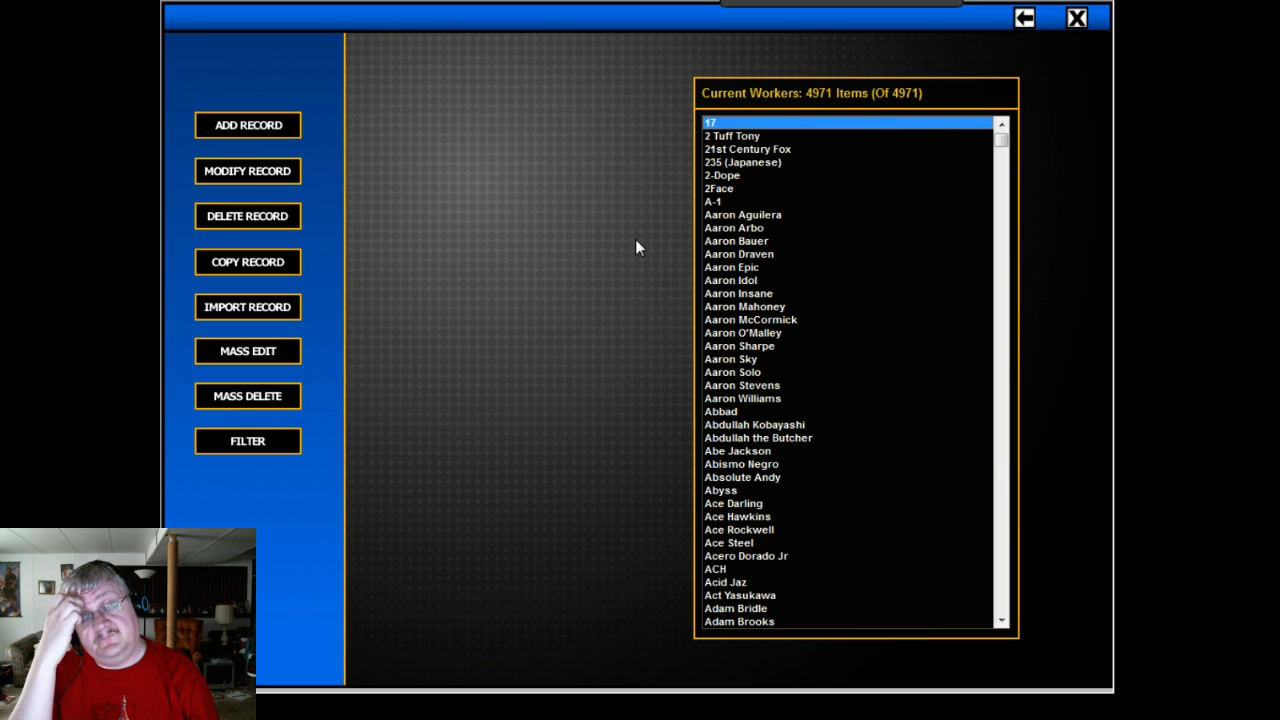 ADD RECORD
MODIFY RECORD
DELETE RECORD
COPY RECORD
IMPORT RECORD
MASS EDIT
MASS DELETE
FILTER
Current Workers: 4971 Items (Of 4971)
17
2 Tuff Tony
21st Century Fox
235 (Japanese)
2-Dope
2Face
A-1
Aaron Aguilera
Aaron Arbo
Aaron Bauer
Aaron Draven
Aaron Epic
Aaron Idol
Aaron Insane
Aaron Mahoney
Aaron McCormick
Aaron O'Malley
Aaron Sharpe
Aaron Sky
Aaron Solo
Aaron Stevens
Aaron Williams
Abbad
Abdullah Kobayashi
Abdullah the Butcher
Abe Jackson
Abismo Negro
Absolute Andy
Abyss
Ace Darling
Ace Hawkins
Ace Rockwell
Ace Steel
Acero Dorado Jr
ACH
Acid Jaz
Act Yasukawa
Adam Bridle
Adam Brooks